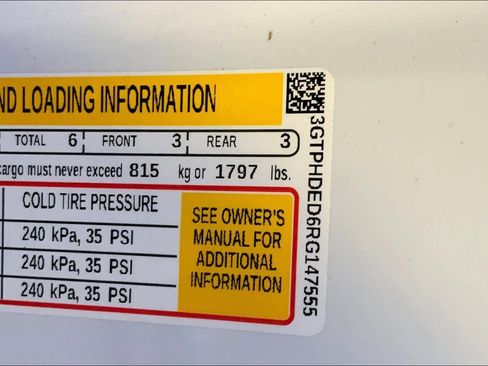 ND LOADING INFORMATION
TOTAL 6 FRONT 3 REAR 3
cargo must never exceed 815 kg or 1797 lbs.
COLD TIRE PRESSURE
240 kPa, 35 PSI
240 kPa, 35 PSI
240 kPa, 35 PSI
SEE OWNER'S
MANUAL FOR
ADDITIONAL
INFORMATION
3GTPHDED6RG147555